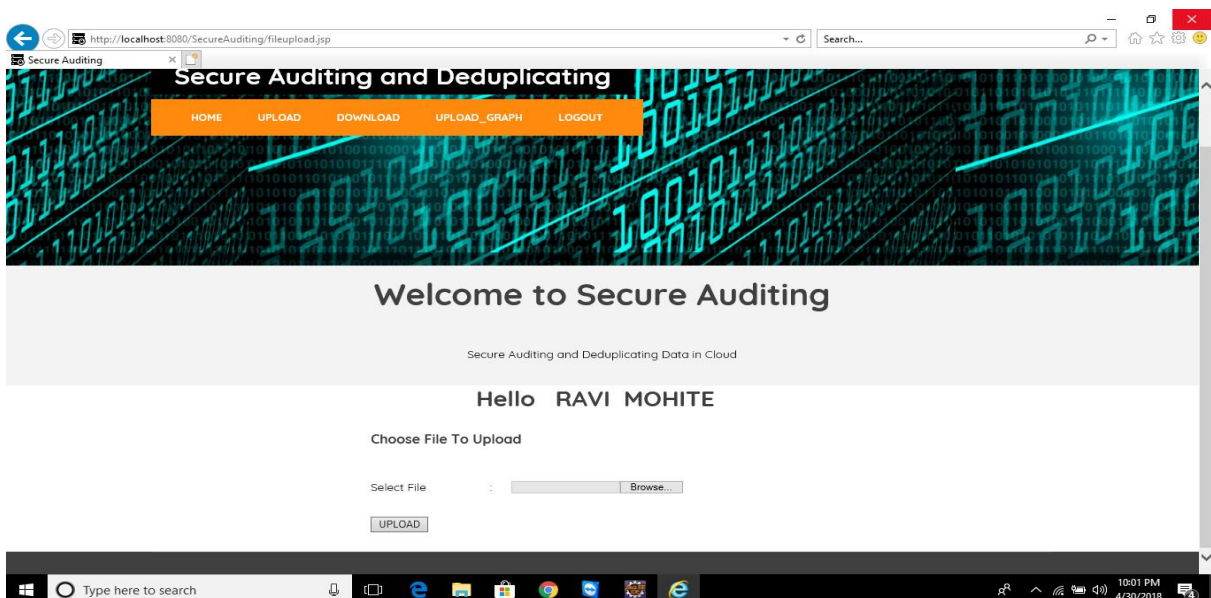 http://localhost:8080/SecureAuditing/fileupload.jsp
Search...
Secure Auditing
Secure Auditing and Deduplicating
HOME UPLOAD DOWNLOAD UPLOAD_GRAPH LOGOUT
Welcome to Secure Auditing
Secure Auditing and Deduplicating Data in Cloud
Hello RAVI MOHITE
Choose File To Upload
Select File : Browse...
UPLOAD
Type here to search
10:01 PM
4/30/2018
4